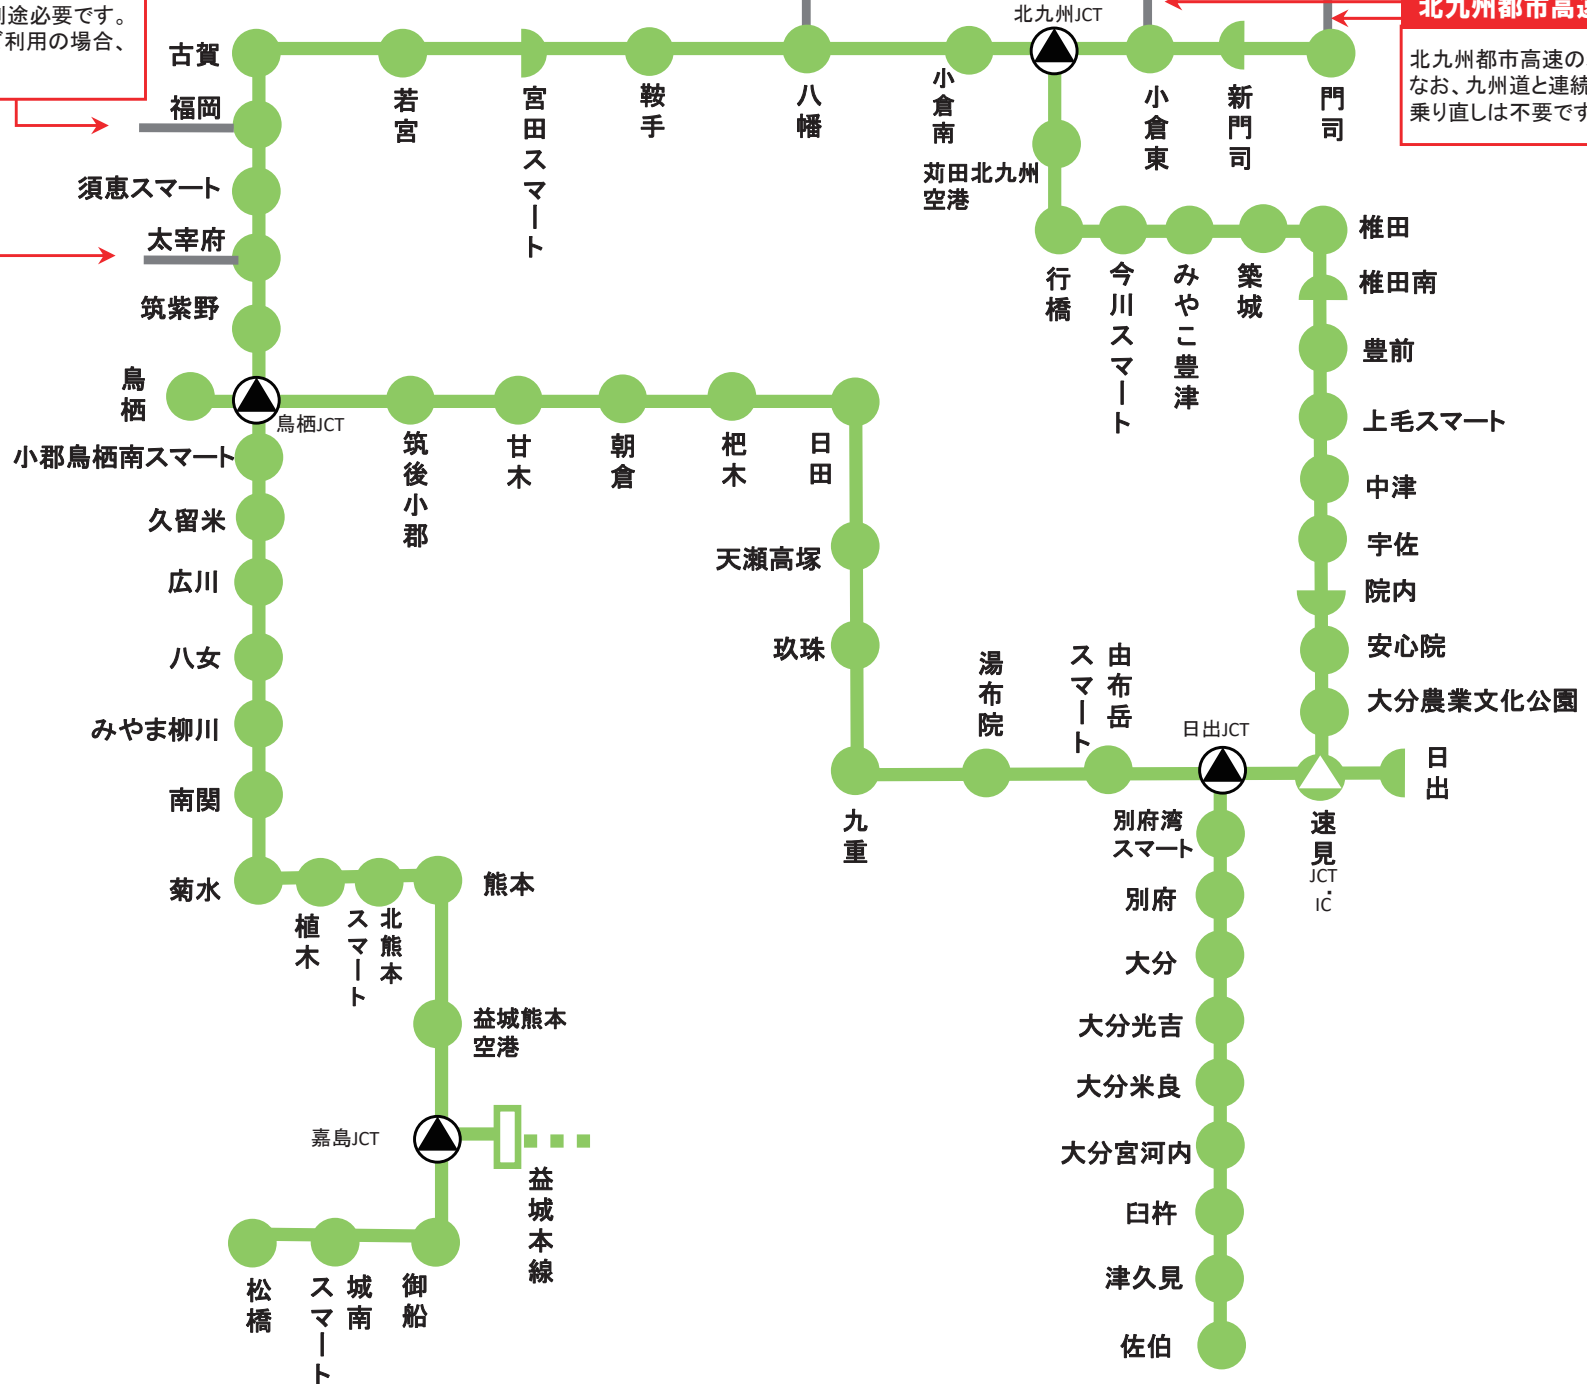 別途必要です。
ご利用の場合、
北九州都市高速
北九州都市高速の
なお、九州道と連続
乗り直しは不要です
北九州JCT
古賀
若宮
宮田スマート
鞍手
八幡
小倉南
小倉東
新門司
門司
福岡
須恵スマート
太宰府
筑紫野
鳥栖
鳥栖JCT
苅田北九州
空港
行橋
今川スマート
みやこ豊津
築城
椎田
椎田南
豊前
上毛スマート
中津
宇佐
院内
安心院
大分農業文化公園
小郡鳥栖南スマート
久留米
広川
八女
みやま柳川
南関
菊水
筑後小郡
甘木
朝倉
杷木
日田
天瀬高塚
玖珠
九重
湯布院
由布岳
スマート
日出JCT
日出
速見
JCT
・
IC
別府湾
スマート
別府
大分
大分光吉
大分米良
大分宮河内
臼杵
津久見
佐伯
植木
北熊本
スマート
熊本
益城熊本
空港
嘉島JCT
益城本線
御船
城南
スマート
松橋